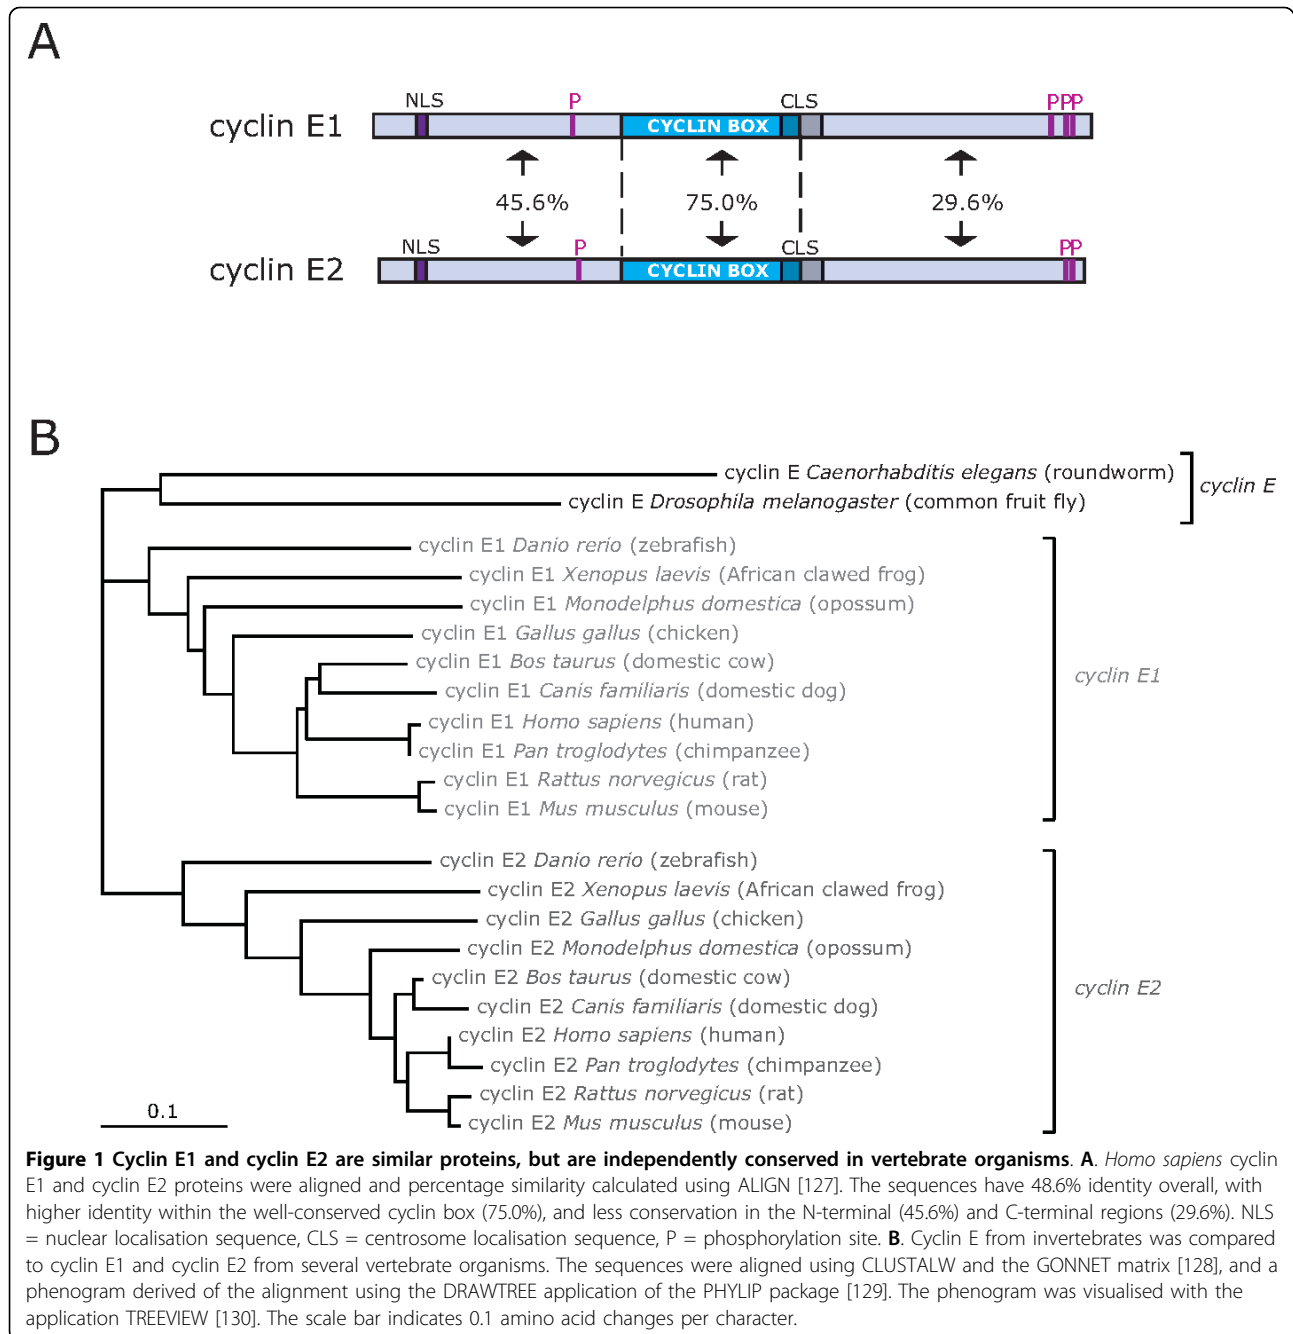 A
NLS P CLS PPP
cyclin E1 CYCLIN BOX
45.6% 75.0% 29.6%
NLS P CLS PP
cyclin E2 CYCLIN BOX
B
cyclin E Caenorhabditis elegans (roundworm)
cyclin E
cyclin E Drosophila melanogaster (common fruit fly)
cyclin E1 Danio rerio (zebrafish)
cyclin E1 Xenopus laevis (African clawed frog)
cyclin E1 Monodelphus domestica (opossum)
cyclin E1 Gallus gallus (chicken)
cyclin E1 Bos taurus (domestic cow)
cyclin E1
cyclin E1 Canis familiaris (domestic dog)
cyclin E1 Homo sapiens (human)
cyclin E1 Pan troglodytes (chimpanzee)
cyclin E1 Rattus norvegicus (rat)
cyclin E1 Mus musculus (mouse)
cyclin E2 Danio rerio (zebrafish)
cyclin E2 Xenopus laevis (African clawed frog)
cyclin E2 Gallus gallus (chicken)
cyclin E2 Monodelphus domestica (opossum)
cyclin E2 Bos taurus (domestic cow)
cyclin E2
cyclin E2 Canis familiaris (domestic dog)
cyclin E2 Homo sapiens (human)
cyclin E2 Pan troglodytes (chimpanzee)
cyclin E2 Rattus norvegicus (rat)
cyclin E2 Mus musculus (mouse)
0.1
Figure 1 Cyclin E1 and cyclin E2 are similar proteins, but are independently conserved in vertebrate organisms. A. Homo sapiens cyclin
E1 and cyclin E2 proteins were aligned and percentage similarity calculated using ALIGN [127]. The sequences have 48.6% identity overall, with
higher identity within the well-conserved cyclin box (75.0%), and less conservation in the N-terminal (45.6%) and C-terminal regions (29.6%). NLS
= nuclear localisation sequence, CLS = centrosome localisation sequence, P = phosphorylation site. B. Cyclin E from invertebrates was compared
to cyclin E1 and cyclin E2 from several vertebrate organisms. The sequences were aligned using CLUSTALW and the GONNET matrix [128], and a
phenogram derived of the alignment using the DRAWTREE application of the PHYLIP package [129]. The phenogram was visualised with the
application TREEVIEW [130]. The scale bar indicates 0.1 amino acid changes per character.